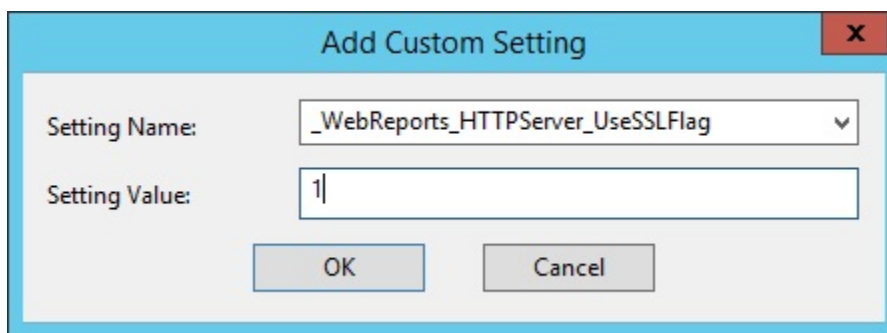 Add Custom Setting
x
Setting Name:
_WebReports_HTTPServer_UseSSLFlag
Setting Value:
1
OK
Cancel